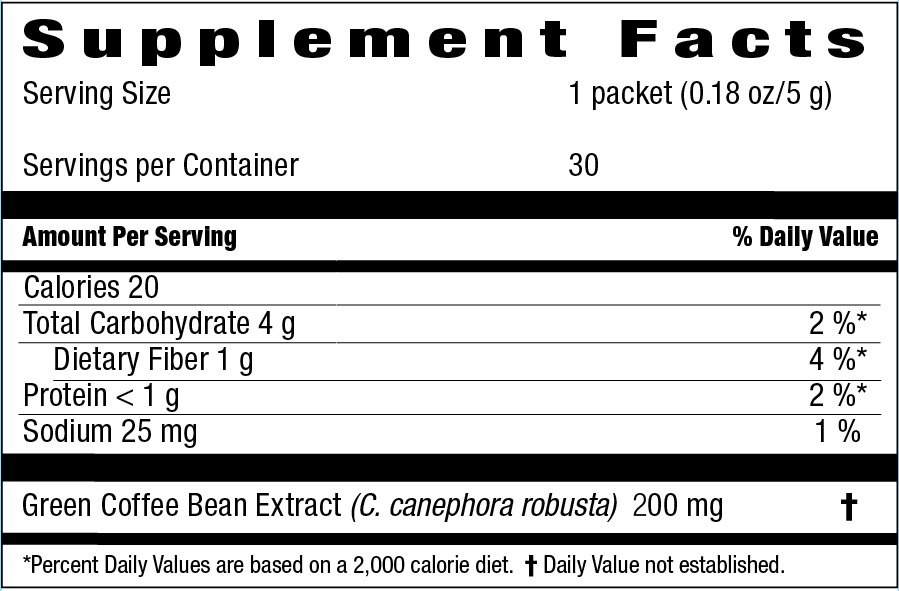 Supplement Facts
Serving Size 1 packet (0.18 oz/5 g)
Servings per Container 30
Amount Per Serving % Daily Value
Calories 20
Total Carbohydrate 4 g 2 %*
Dietary Fiber 1 g 4 %*
Protein < 1 g 2 %*
Sodium 25 mg 1 %
Green Coffee Bean Extract (C. canephora robusta) 200 mg †
*Percent Daily Values are based on a 2,000 calorie diet. † Daily Value not established.